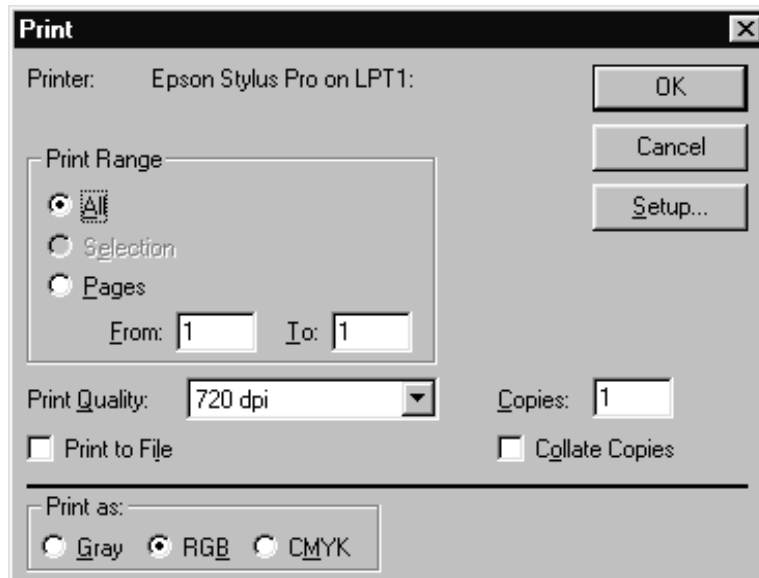 Print
Printer: Epson Stylus Pro on LPT1:
OK
Cancel
Setup...
Print Range
All
Selection
Pages
From: 1 To: 1
Print Quality: 720 dpi Copies: 1
Print to File Collate Copies
Print as:
Gray RGB CMYK